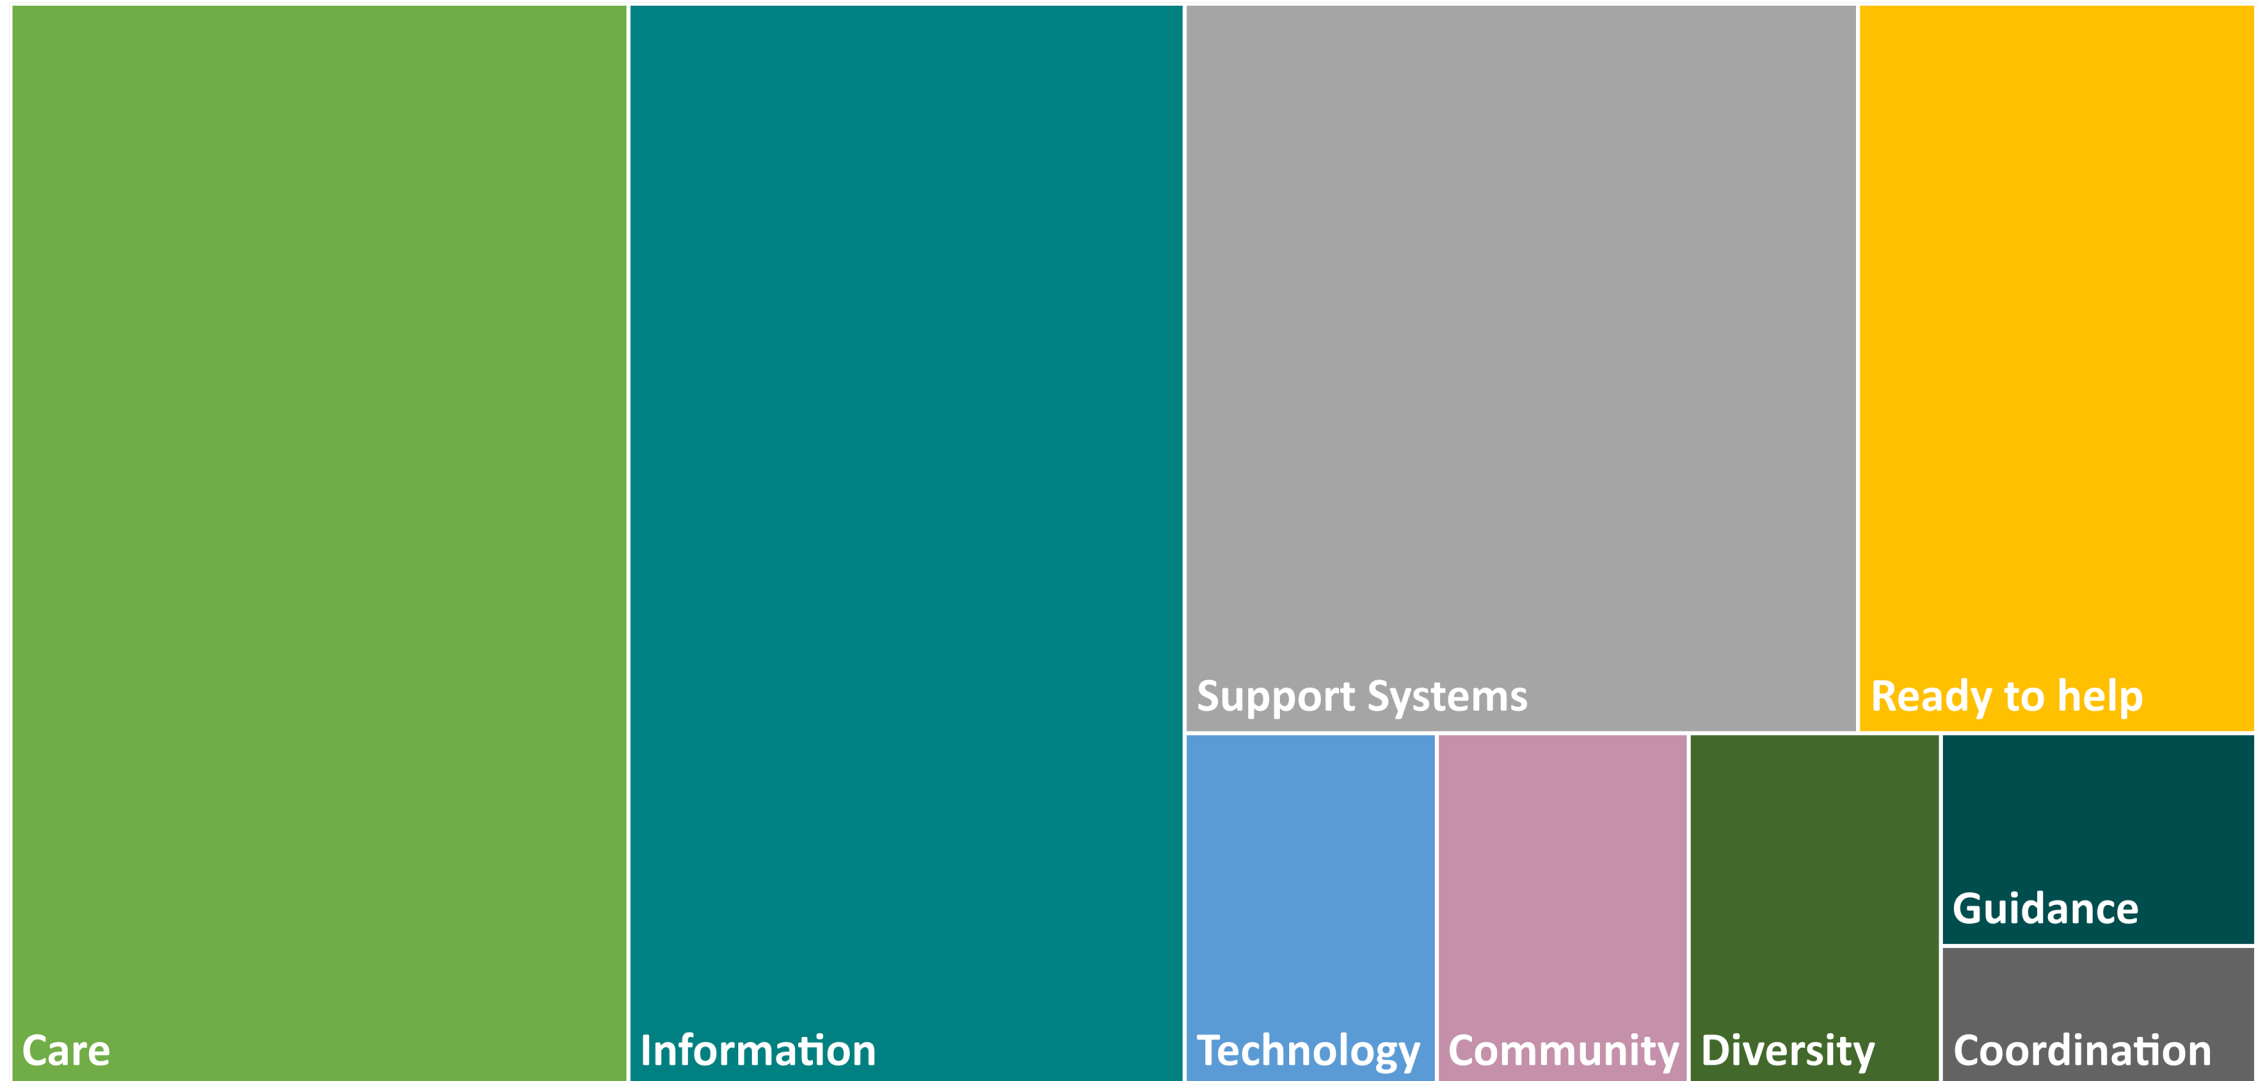 Care
Information
Support Systems
Ready to help
Technology
Community
Diversity
Guidance
Coordination